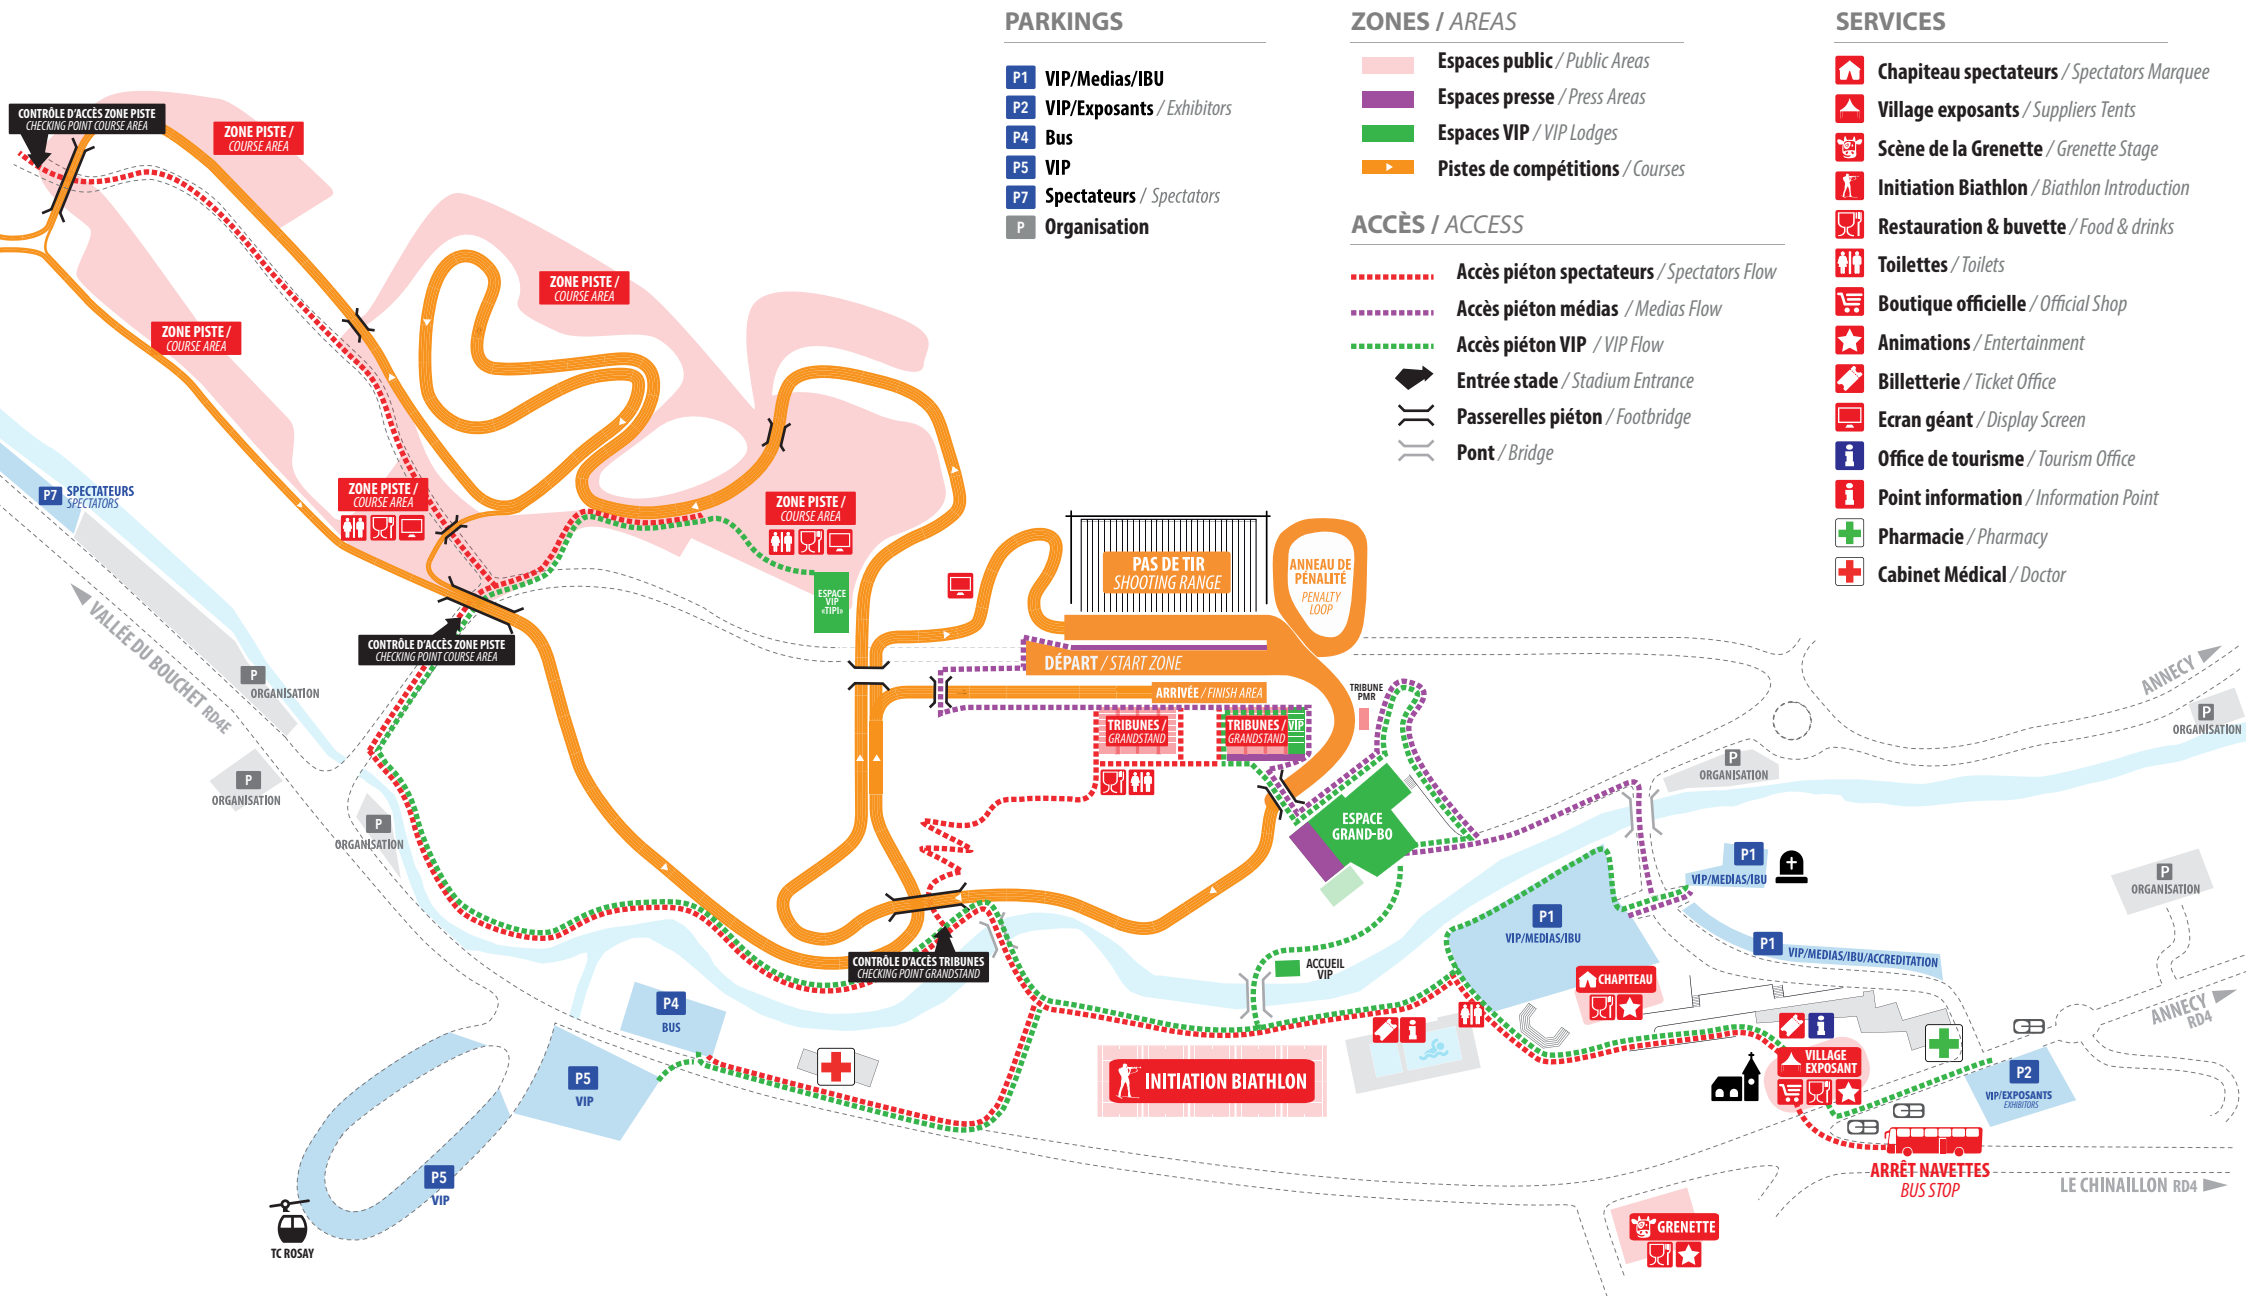 PARKINGS
P1 VIP/Medias/IBU
P2 VIP/Exposants / Exhibitors
P4 Bus
P5 VIP
P7 Spectateurs / Spectators
P Organisation
ZONES / AREAS
Espaces public / Public Areas
Espaces presse / Press Areas
Espaces VIP / VIP Lodges
Pistes de compétitions / Courses
ACCÈS / ACCESS
Accès piéton spectateurs / Spectators Flow
Accès piéton médias / Medias Flow
Accès piéton VIP / VIP Flow
Entrée stade / Stadium Entrance
Passerelles piéton / Footbridge
Pont / Bridge
SERVICES
Chapiteau spectateurs / Spectators Marquee
Village exposants / Suppliers Tents
Scène de la Grenette / Grenette Stage
Initiation Biathlon / Biathlon Introduction
Restauration & buvette / Food & drinks
Toilettes / Toilets
Boutique officielle / Official Shop
Animations / Entertainment
Billetterie / Ticket Office
Ecran géant / Display Screen
Office de tourisme / Tourism Office
Point information / Information Point
Pharmacie / Pharmacy
Cabinet Médical / Doctor
CONTRÔLE D'ACCÈS ZONE PISTE
CHECKING POINT COURSE AREA
ZONE PISTE /
COURSE AREA
ZONE PISTE /
COURSE AREA
ZONE PISTE /
COURSE AREA
ZONE PISTE /
COURSE AREA
ZONE PISTE /
COURSE AREA
P7 SPECTATEURS
SPECTATORS
VALLÉE DU BOUCHET RD4E
ESPACE
VIP
«TIPI»
PAS DE TIR
SHOOTING RANGE
ANNEAU DE
PÉNALITÉ
PENALTY
LOOP
CONTRÔLE D'ACCÈS ZONE PISTE
CHECKING POINT COURSE AREA
DÉPART / START ZONE
ARRIVÉE / FINISH AREA
TRIBUNE
PMR
TRIBUNES /
GRANDSTAND
TRIBUNES /
GRANDSTAND
VIP
P
ORGANISATION
P
ORGANISATION
P
ORGANISATION
ESPACE
GRAND-BO
P
ORGANISATION
ANNECY
P
ORGANISATION
P1
VIP/MEDIAS/IBU
P
ORGANISATION
P1
VIP/MEDIAS/IBU
P1 VIP/MEDIAS/IBU/ACCREDITATION
CONTRÔLE D'ACCÈS TRIBUNES
CHECKING POINT GRANDSTAND
ACCUEIL
VIP
CHAPITEAU
ANNECY
RD4
P4
BUS
P5
VIP
INITIATION BIATHLON
VILLAGE
EXPOSANT
P2
VIP/EXPOSANTS
EXHIBITORS
P5
VIP
ARRÊT NAVETTES
BUS STOP
LE CHINAILLON RD4
GRENETTE
TC ROSAY